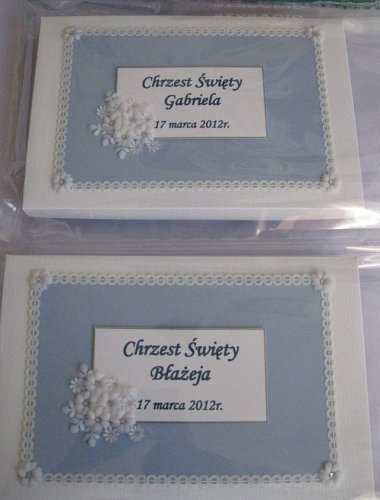 Chrzest Święty
Gabriela
17 marca 2012r.
Chrzest Święty
Błażeja
17 marca 2012r.